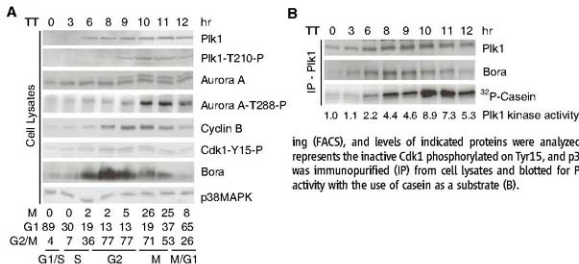 A
TT 0 3 6 8 9 10 11 12 hr
Cell Lysates
Plk1
Plk1-T210-P
Aurora A
Aurora A-T288-P
Cyclin B
Cdk1-Y15-P
Bora
p38MAPK
M 0 0 2 2 5 26 25 8
G1 89 30 19 13 13 19 37 65
G2/M 4 7 36 77 77 71 53 26
G1/S S G2 M M/G1
B
TT 0 3 6 8 9 10 11 12 hr
IP - Plk1
Plk1
Bora
32P-Casein
1.0 1.1 2.2 4.4 4.6 8.9 7.3 5.3 Plk1 kinase activity
ing (FACS), and levels of indicated proteins were analyzed
represents the inactive Cdk1 phosphorylated on Tyr15, and p3
was immunopurified (IP) from cell lysates and blotted for P
activity with the use of casein as a substrate (B).